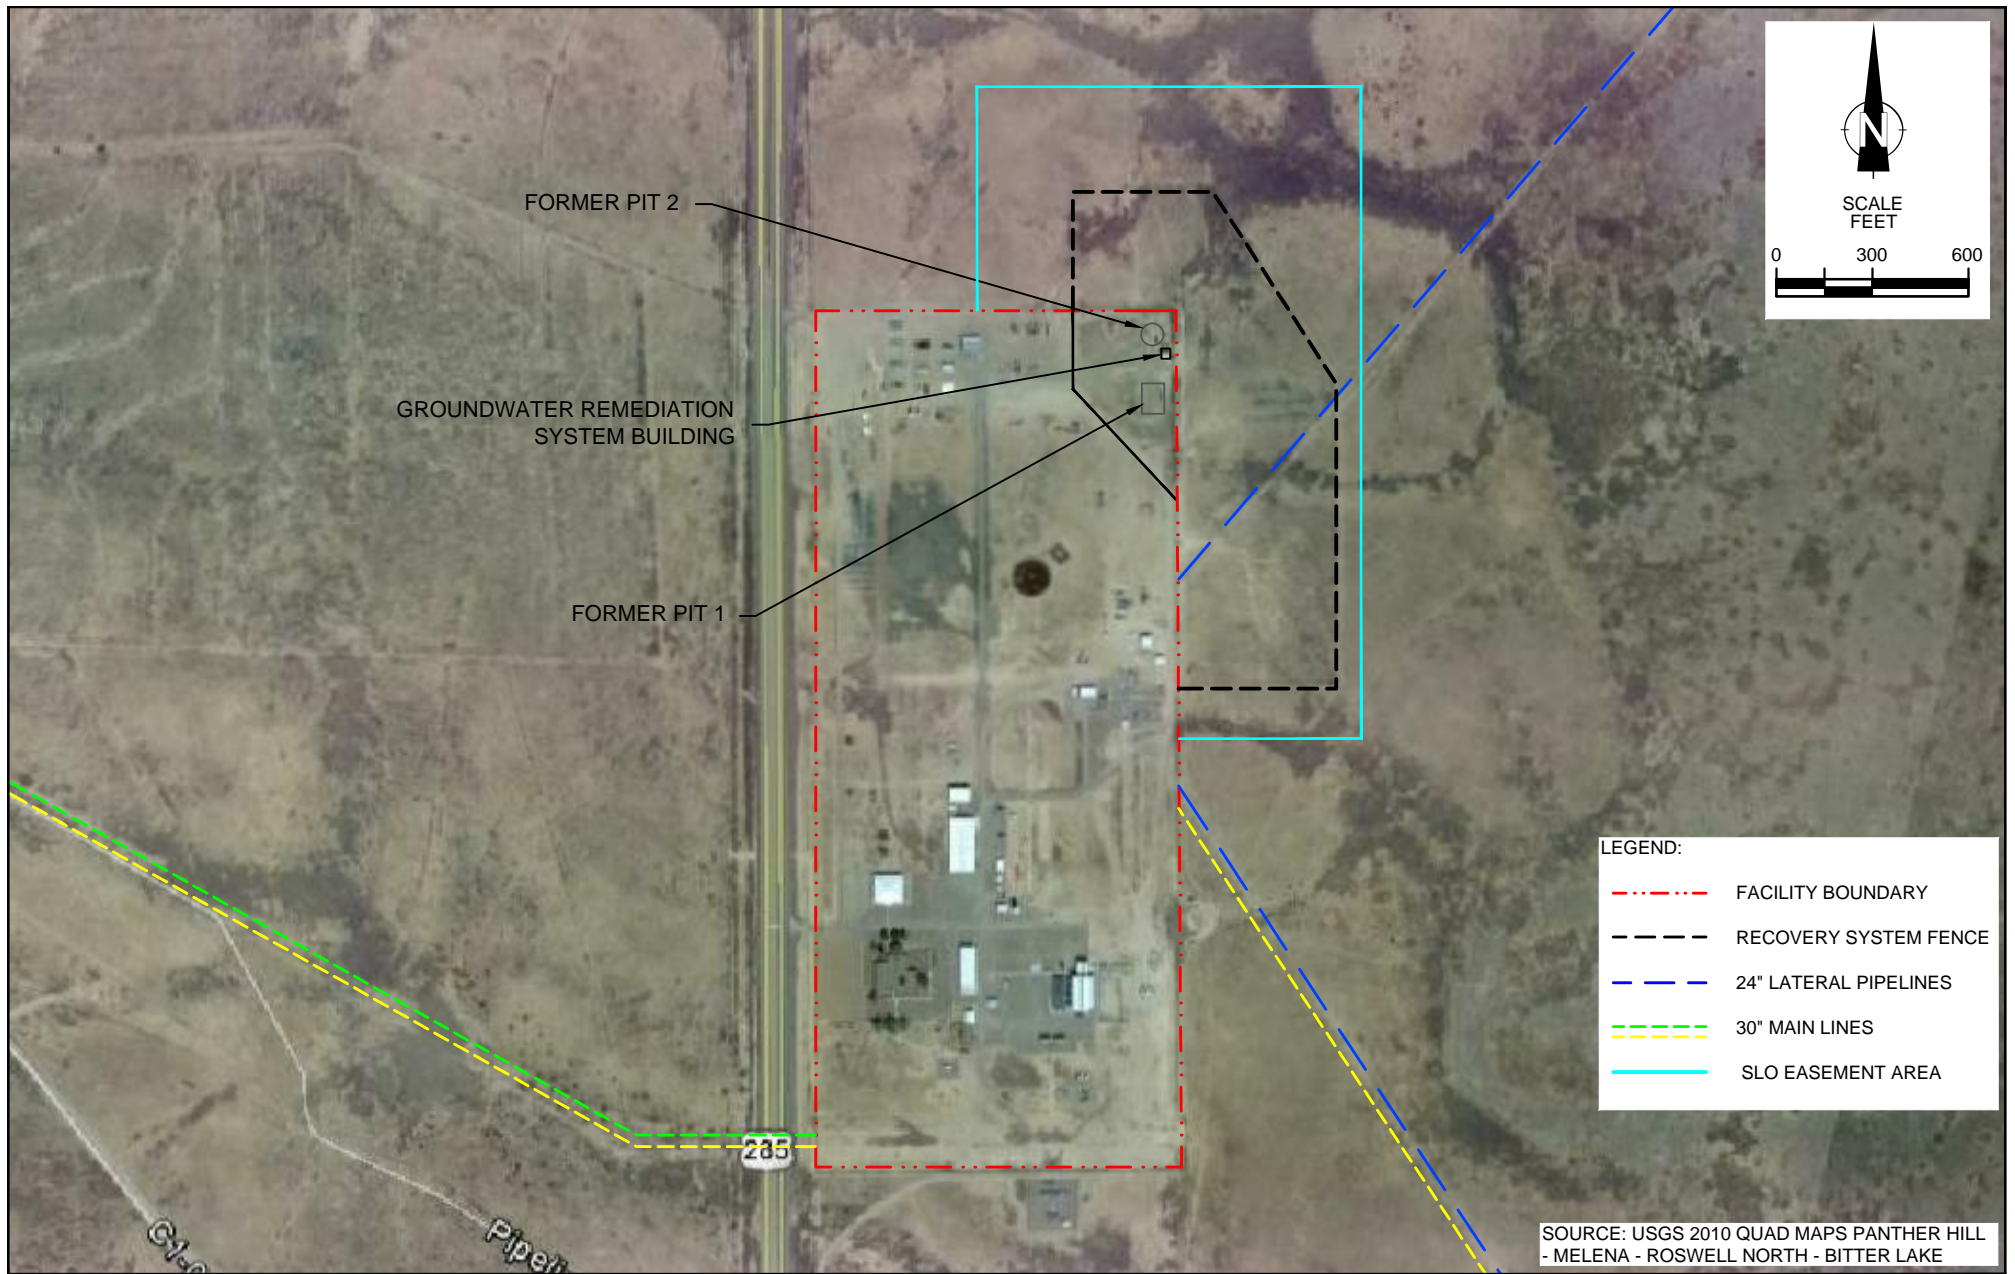 N
SCALE
FEET
0 300 600
FORMER PIT 2
GROUNDWATER REMEDIATION
SYSTEM BUILDING
FORMER PIT 1
LEGEND:
FACILITY BOUNDARY
RECOVERY SYSTEM FENCE
24" LATERAL PIPELINES
30" MAIN LINES
SLO EASEMENT AREA
285
SOURCE: USGS 2010 QUAD MAPS PANTHER HILL
- MELENA - ROSWELL NORTH - BITTER LAKE